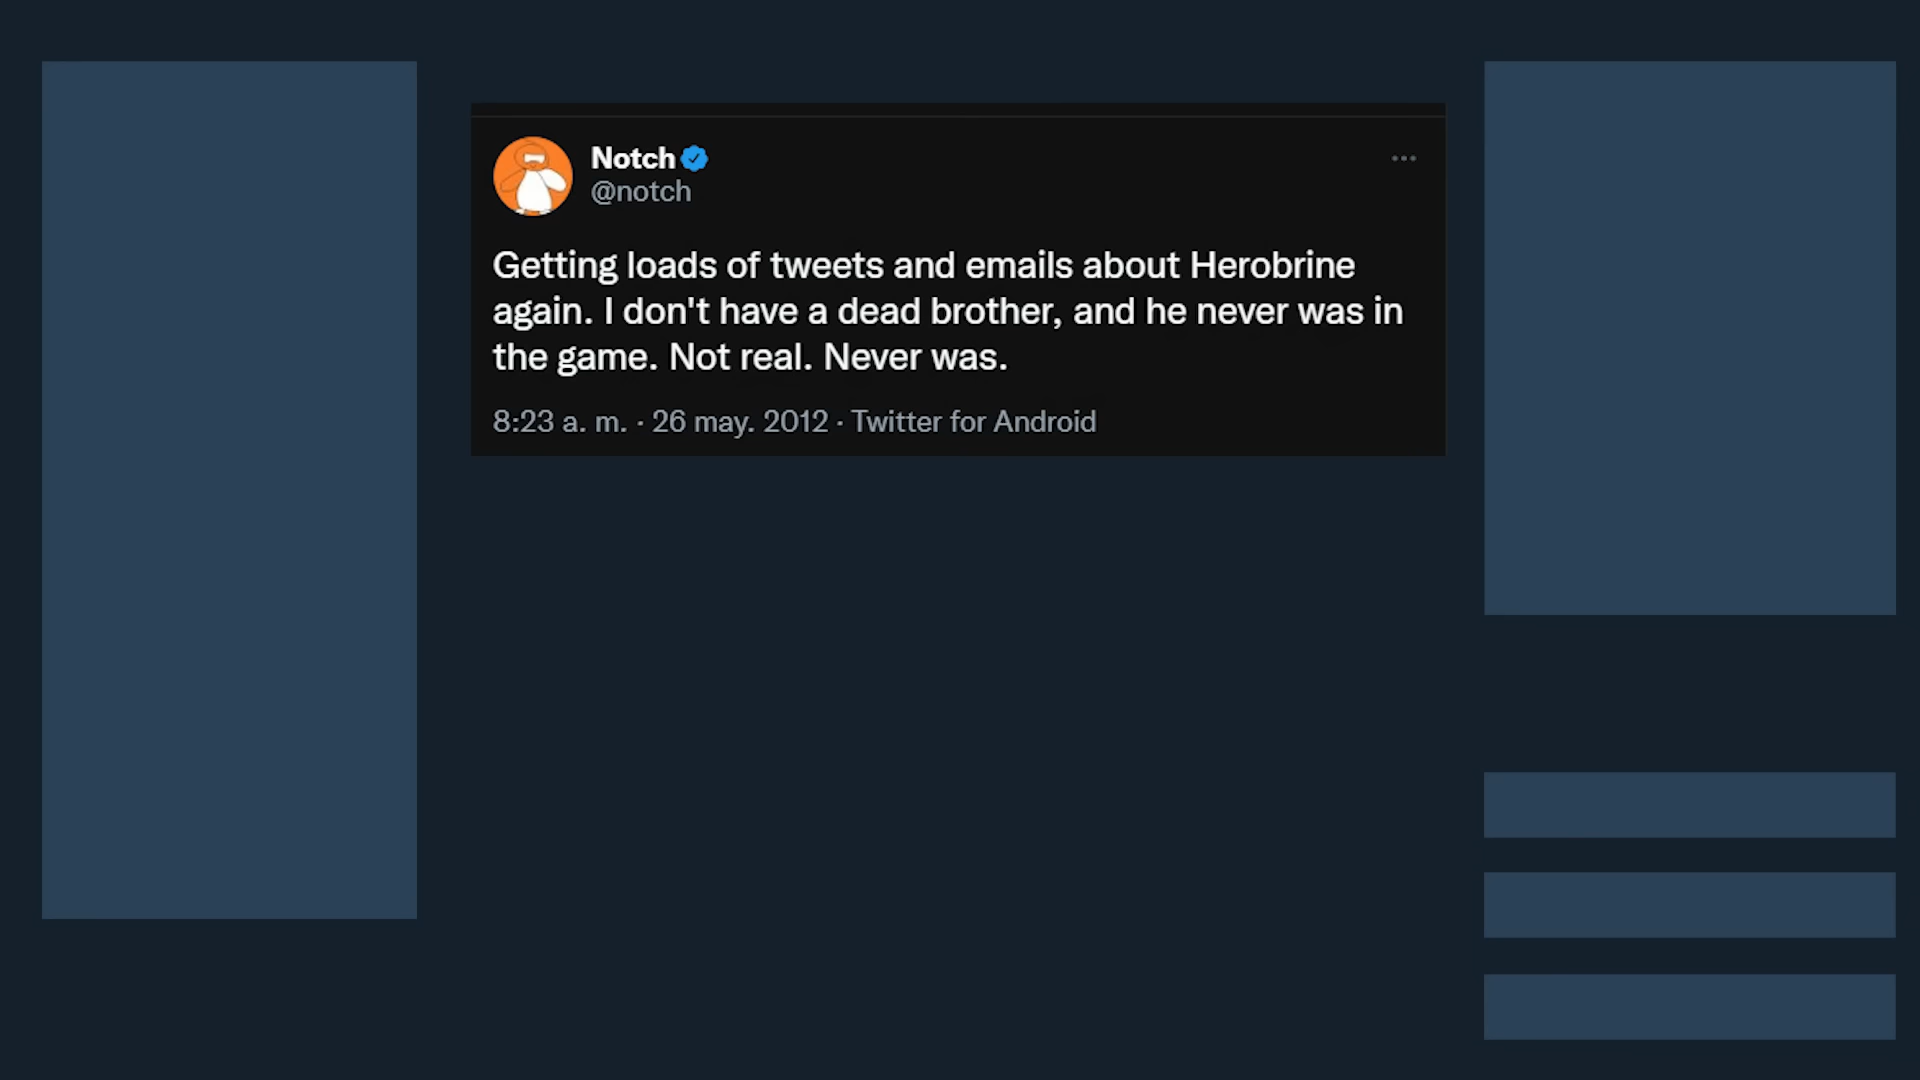 Notch
@notch
Getting loads of tweets and emails about Herobrine
again. I don't have a dead brother, and he never was in
the game. Not real. Never was.
8:23 a. m. · 26 may. 2012 · Twitter for Android